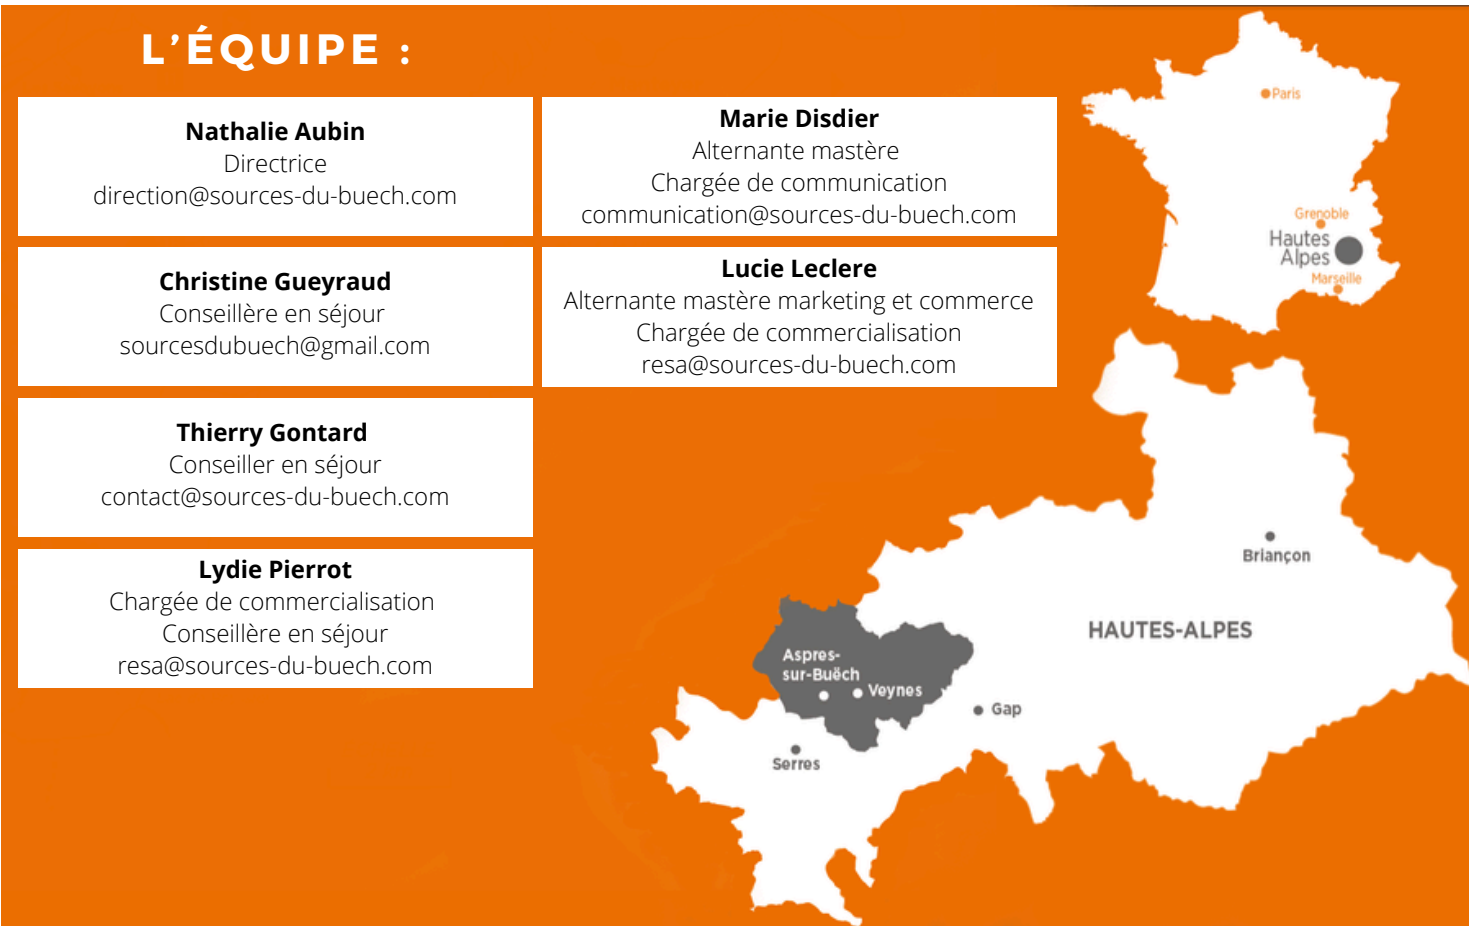 L'ÉQUIPE :
Nathalie Aubin
Directrice
direction@sources-du-buech.com
Christine Gueyraud
Conseillère en séjour
sourcesdubuech@gmail.com
Thierry Gontard
Conseiller en séjour
contact@sources-du-buech.com
Lydie Pierrot
Chargée de commercialisation
Conseillère en séjour
resa@sources-du-buech.com
Marie Disdier
Alternante mastère
Chargée de communication
communication@sources-du-buech.com
Lucie Leclere
Alternante mastère marketing et commerce
Chargée de commercialisation
resa@sources-du-buech.com
Paris
Grenoble
Hautes
Alpes
Marseille
Briançon
HAUTES-ALPES
Aspres-
sur-Buëch
Veynes
Gap
Serres